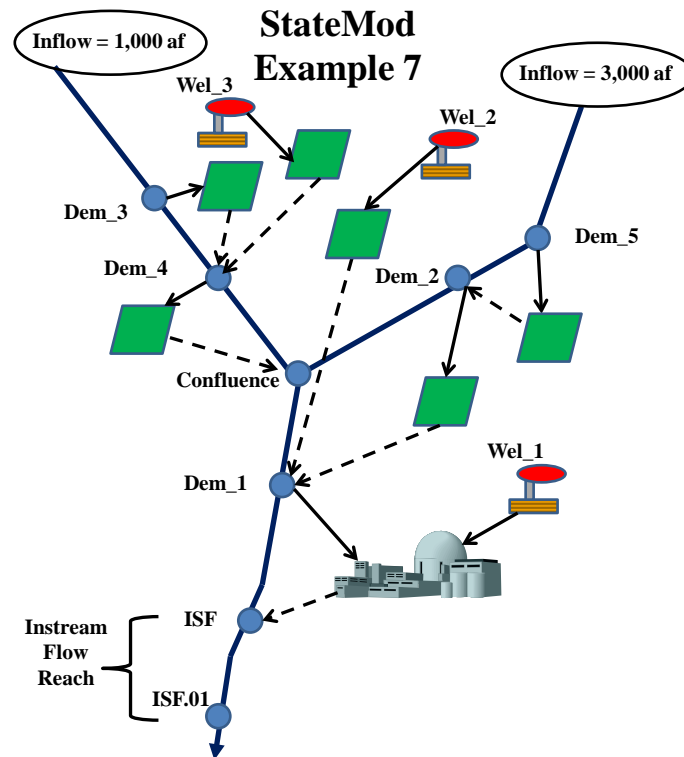 StateMod
Example 7
Inflow = 1,000 af
Inflow = 3,000 af
Wel_3
Wel_2
Dem_3
Dem_5
Dem_4
Dem_2
Confluence
Wel_1
Dem_1
ISF
Instream
Flow
Reach
ISF.01